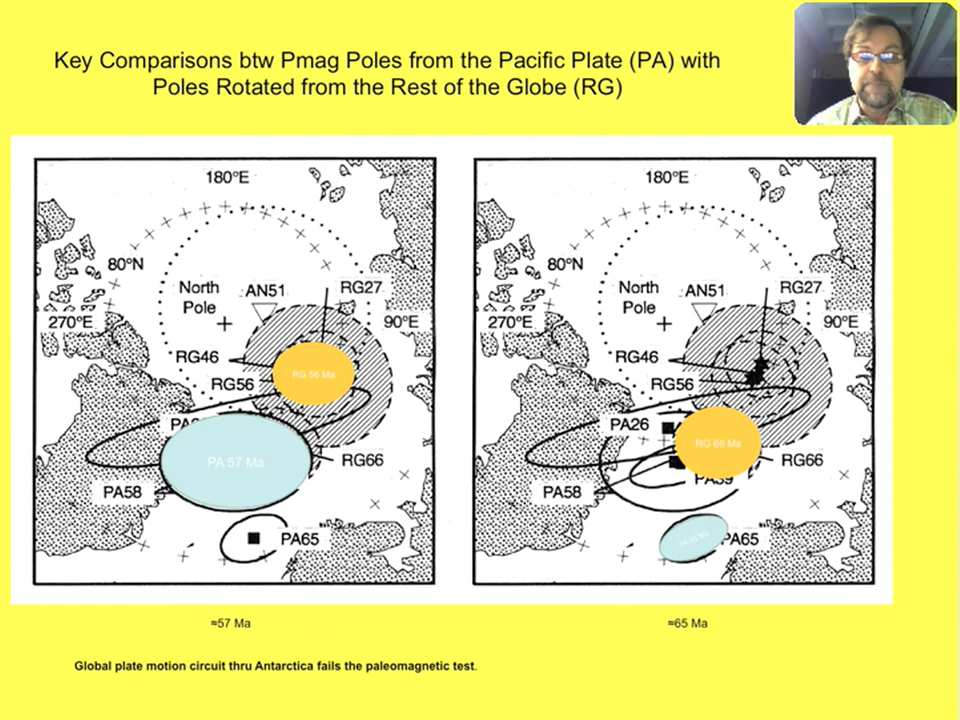 Key Comparisons btw Pmag Poles from the Pacific Plate (PA) with
Poles Rotated from the Rest of the Globe (RG)
180°E
80°N
North
Pole
AN51
RG27
270°E
90°E
RG46
RG56
RG 56 Ma
PA 57 Ma
RG66
PA58
PA65
180°E
80°N
North
Pole
AN51
RG27
270°E
90°E
RG46
RG56
PA26
RG 66 Ma
RG66
PA39
PA58
PA65
≈57 Ma
≈65 Ma
Global plate motion circuit thru Antarctica fails the paleomagnetic test.